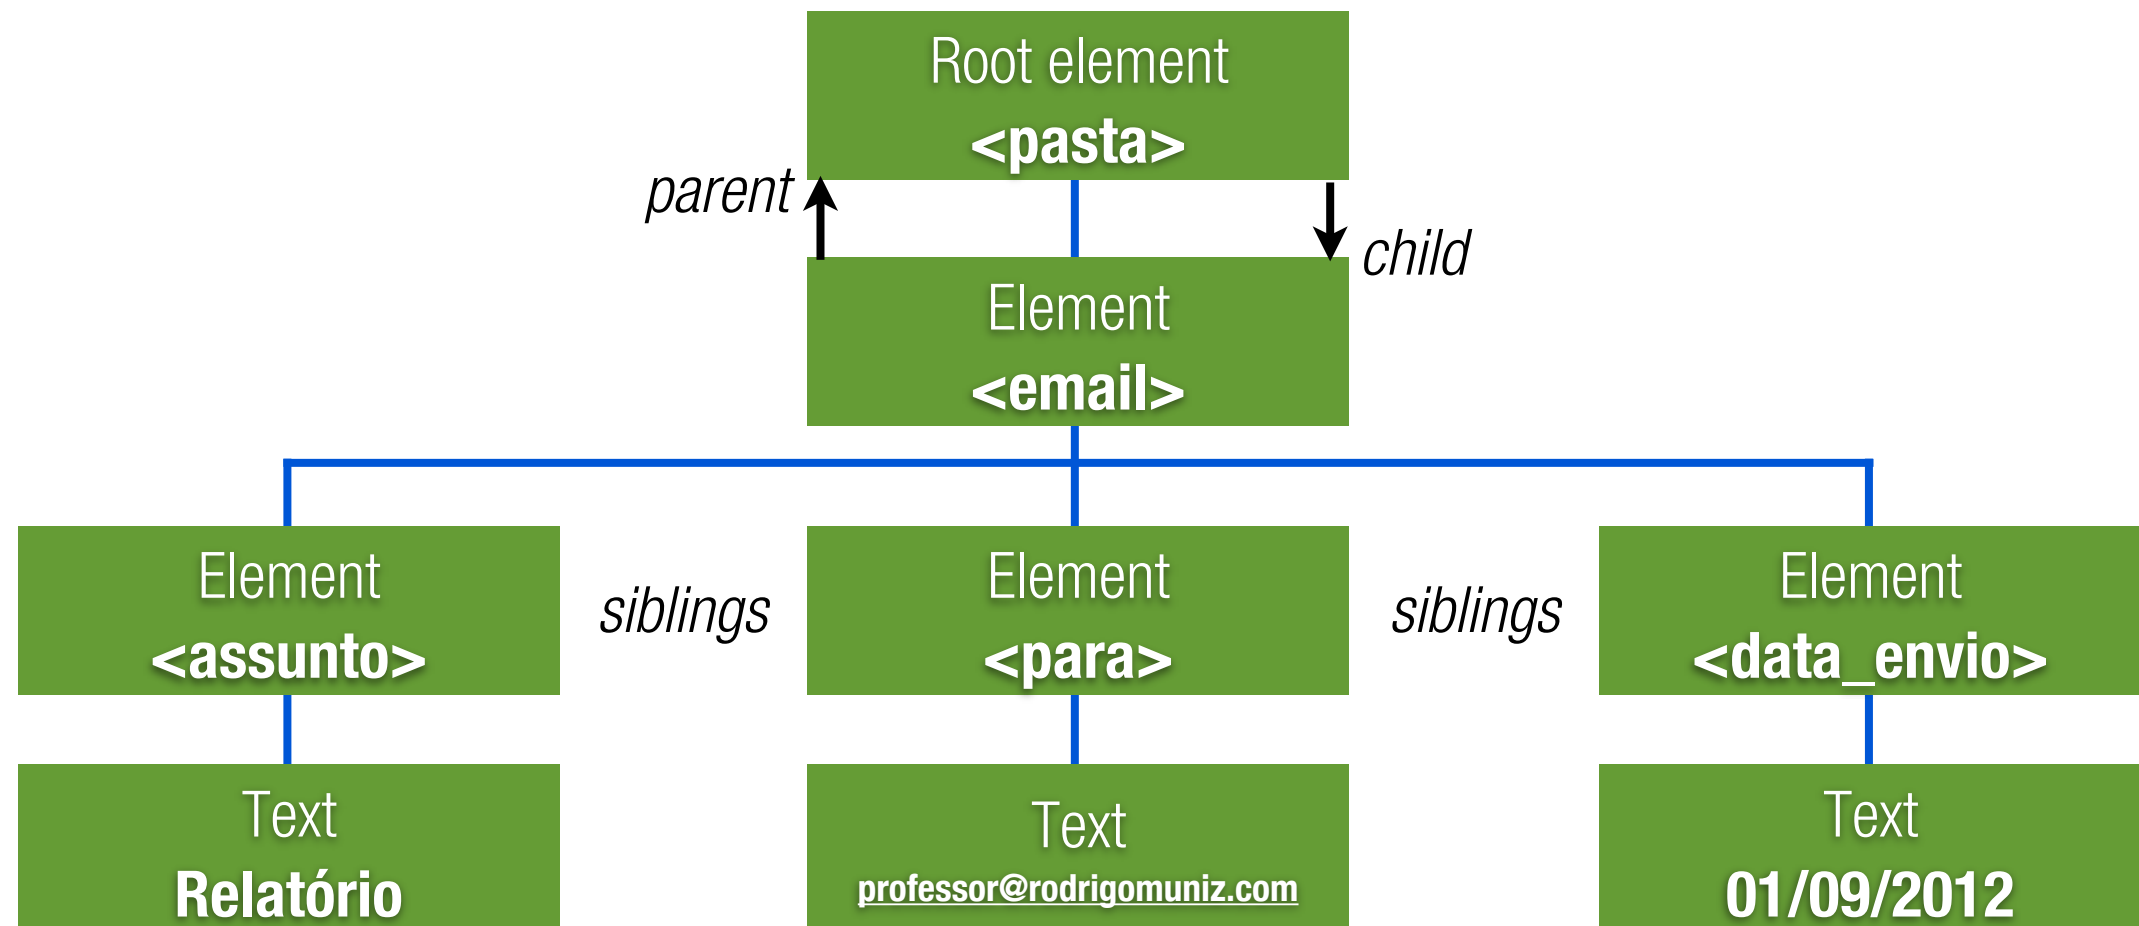 Root element
<pasta>
parent
child
Element
<email>
Element
<assunto>
siblings
Element
<para>
siblings
Element
<data_envio>
Text
Relatório
Text
professor@rodrigomuniz.com
Text
01/09/2012